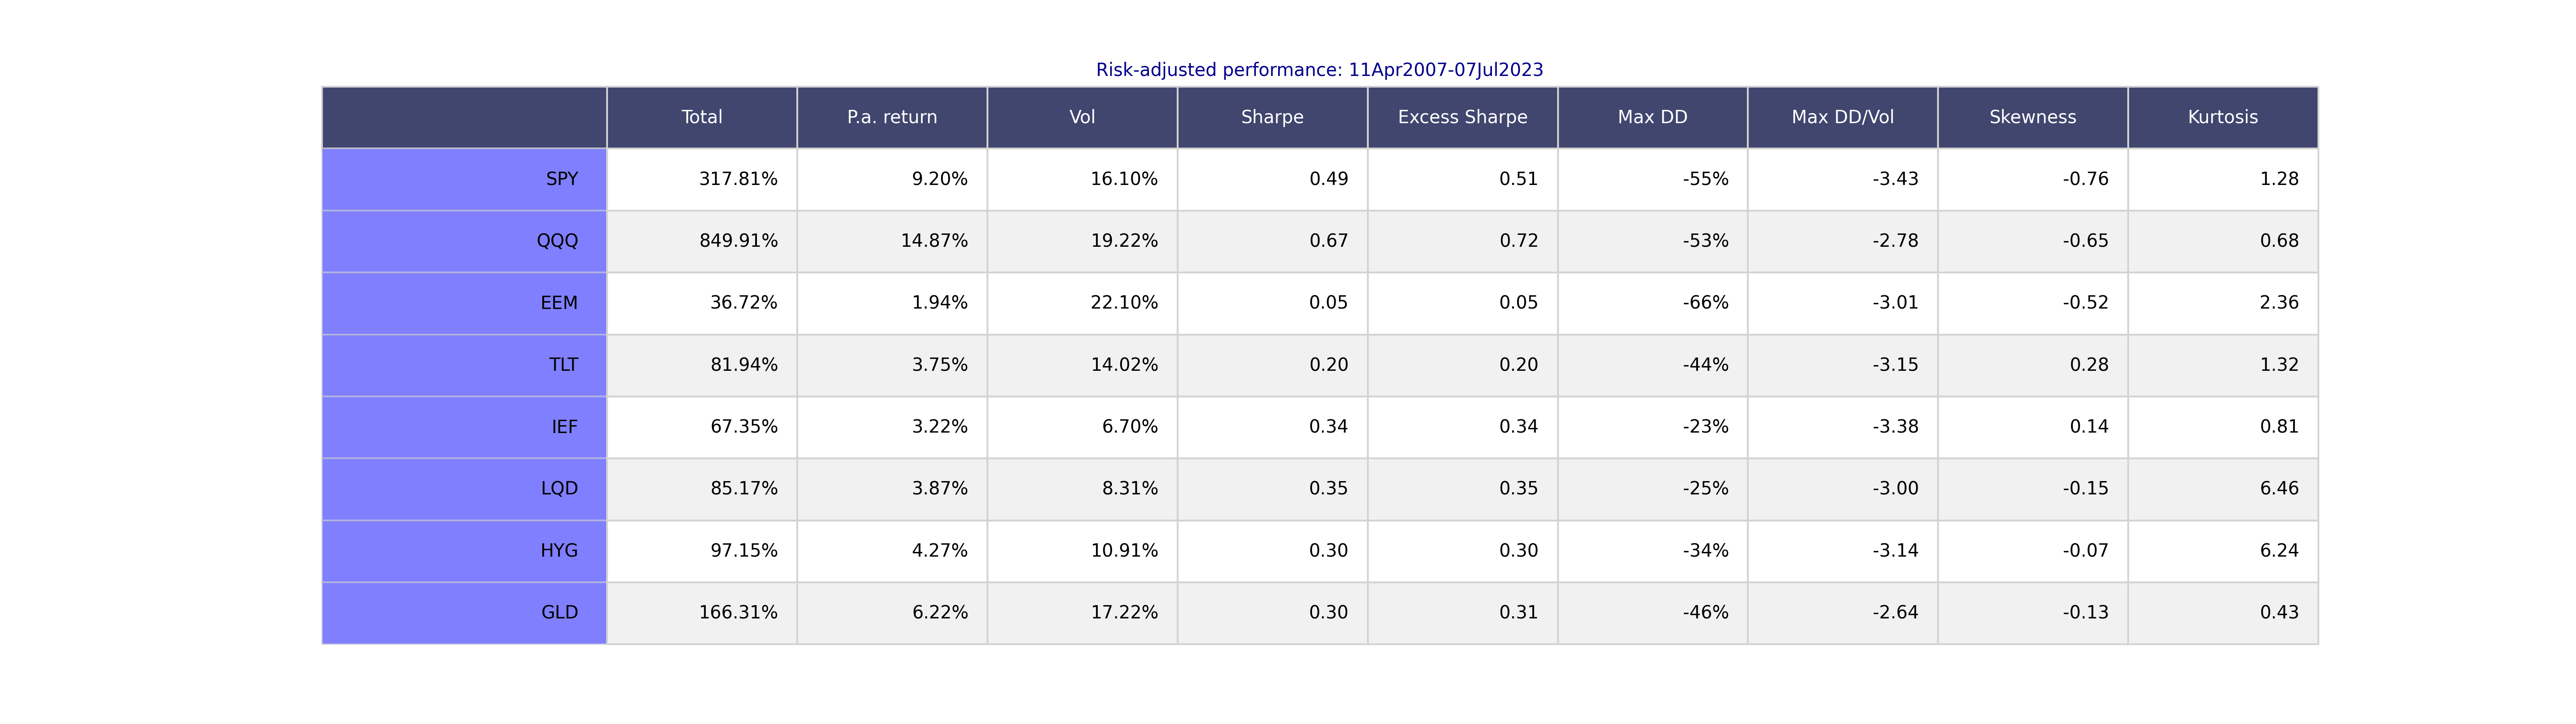 Risk-adjusted performance: 11Apr2007-07Jul2023
Total P.a. return Vol Sharpe Excess Sharpe Max DD Max DD/Vol Skewness Kurtosis
SPY 317.81% 9.20% 16.10% 0.49 0.51 -55% -3.43 -0.76 1.28
QQQ 849.91% 14.87% 19.22% 0.67 0.72 -53% -2.78 -0.65 0.68
EEM 36.72% 1.94% 22.10% 0.05 0.05 -66% -3.01 -0.52 2.36
TLT 81.94% 3.75% 14.02% 0.20 0.20 -44% -3.15 0.28 1.32
IEF 67.35% 3.22% 6.70% 0.34 0.34 -23% -3.38 0.14 0.81
LQD 85.17% 3.87% 8.31% 0.35 0.35 -25% -3.00 -0.15 6.46
HYG 97.15% 4.27% 10.91% 0.30 0.30 -34% -3.14 -0.07 6.24
GLD 166.31% 6.22% 17.22% 0.30 0.31 -46% -2.64 -0.13 0.43